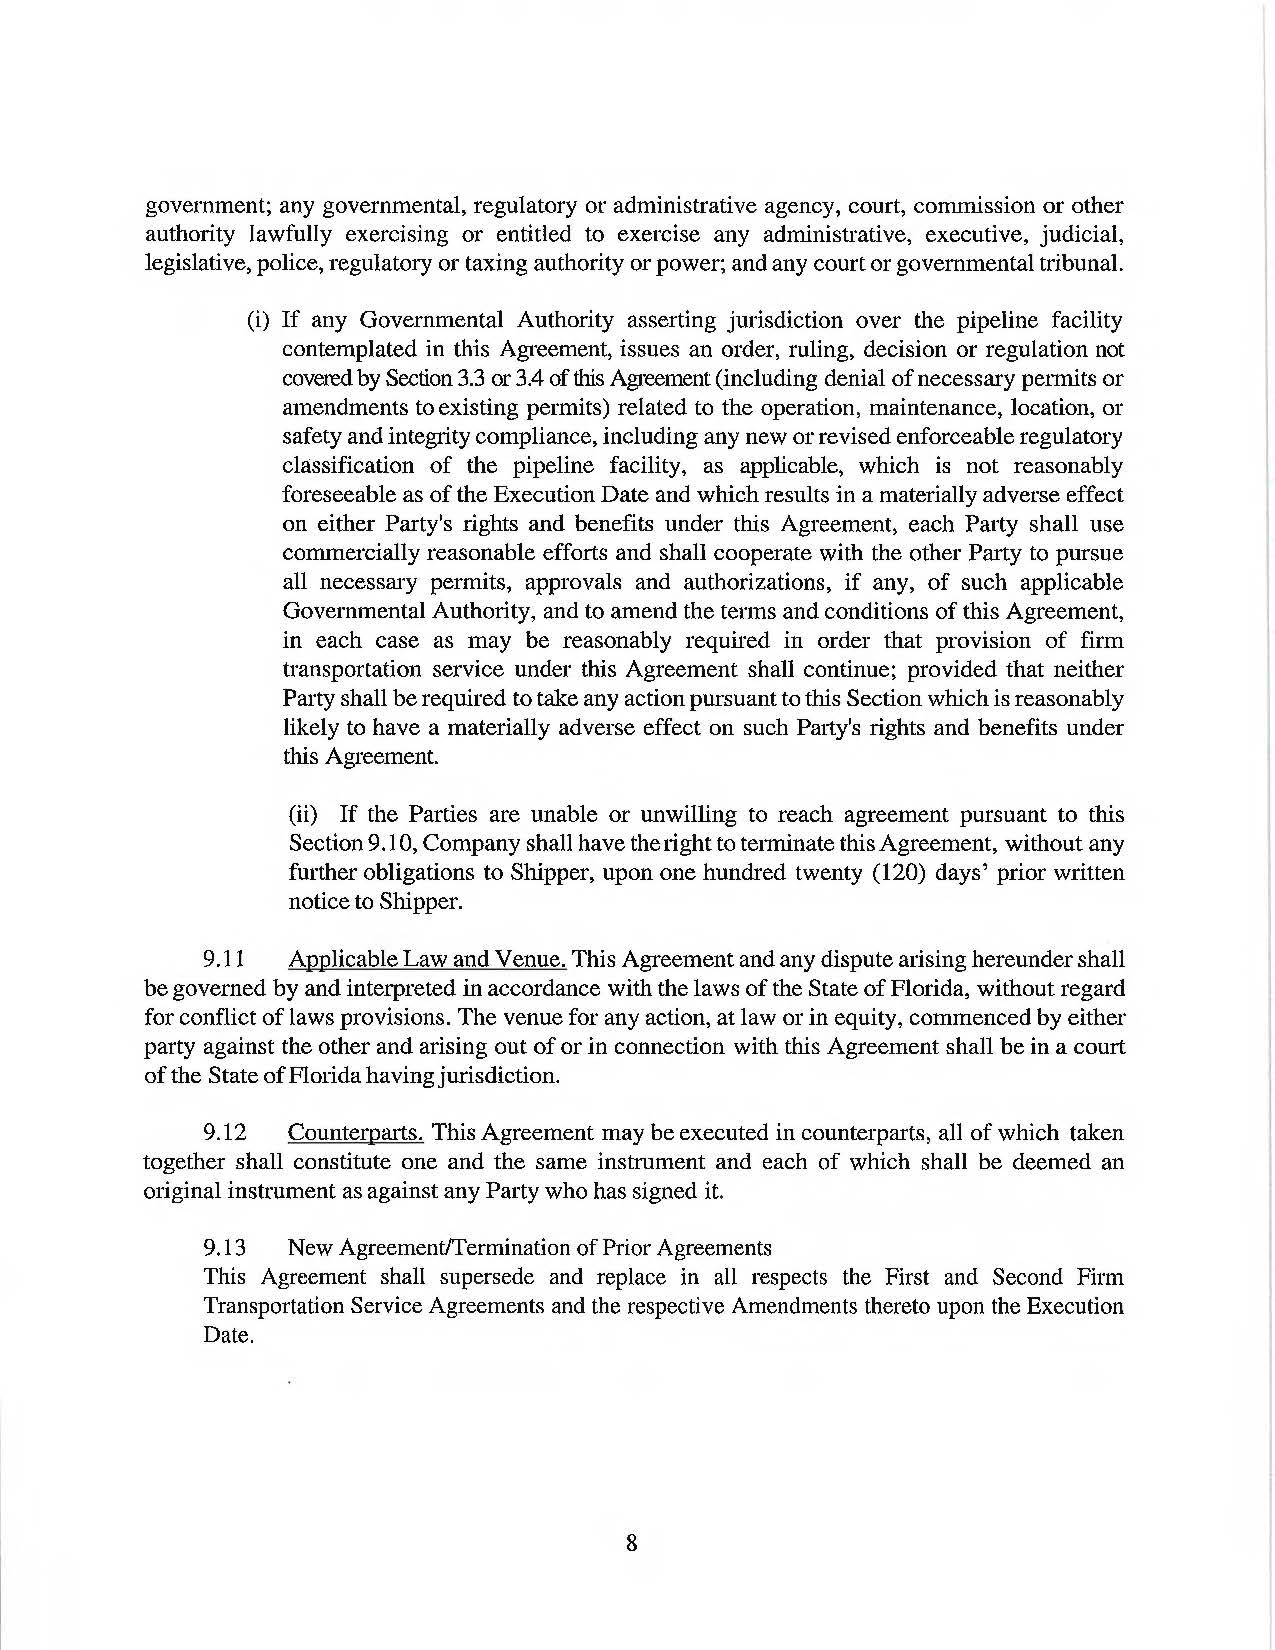 government; any governmental, regulatory or administrative agency, court, commission or other
authority lawfully exercising or entitled to exercise any administrative, executive, judicial,
legislative, police, regulatory or taxing authority or power; and any court or governmental tribunal.
(i) If any Governmental Authority asserting jurisdiction over the pipeline facility
contemplated in this Agreement, issues an order, ruling, decision or regulation not
covered by Section 3.3 or 3.4 of this Agreement (including denial of necessary permits or
amendments to existing permits) related to the operation, maintenance, location, or
safety and integrity compliance, including any new or revised enforceable regulatory
classification of the pipeline facility, as applicable, which is not reasonably
foreseeable as of the Execution Date and which results in a materially adverse effect
on either Party's rights and benefits under this Agreement, each Party shall use
commercially reasonable efforts and shall cooperate with the other Party to pursue
all necessary permits, approvals and authorizations, if any, of such applicable
Governmental Authority, and to amend the terms and conditions of this Agreement,
in each case as may be reasonably required in order that provision of firm
transportation service under this Agreement shall continue; provided that neither
Party shall be required to take any action pursuant to this Section which is reasonably
likely to have a materially adverse effect on such Party's rights and benefits under
this Agreement.
(ii) If the Parties are unable or unwilling to reach agreement pursuant to this
Section 9.10, Company shall have the right to terminate this Agreement, without any
further obligations to Shipper, upon one hundred twenty (120) days’ prior written
notice to Shipper.
9.11 Applicable Law and Venue. This Agreement and any dispute arising hereunder shall
be governed by and interpreted in accordance with the laws of the State of Florida, without regard
for conflict of laws provisions. The venue for any action, at law or in equity, commenced by either
party against the other and arising out of or in connection with this Agreement shall be in a court
of the State of Florida having jurisdiction.
9.12 Counterparts. This Agreement may be executed in counterparts, all of which taken
together shall constitute one and the same instrument and each of which shall be deemed an
original instrument as against any Party who has signed it.
9.13 New Agreement/Termination of Prior Agreements
This Agreement shall supersede and replace in all respects the First and Second Firm
Transportation Service Agreements and the respective Amendments thereto upon the Execution
Date.
8